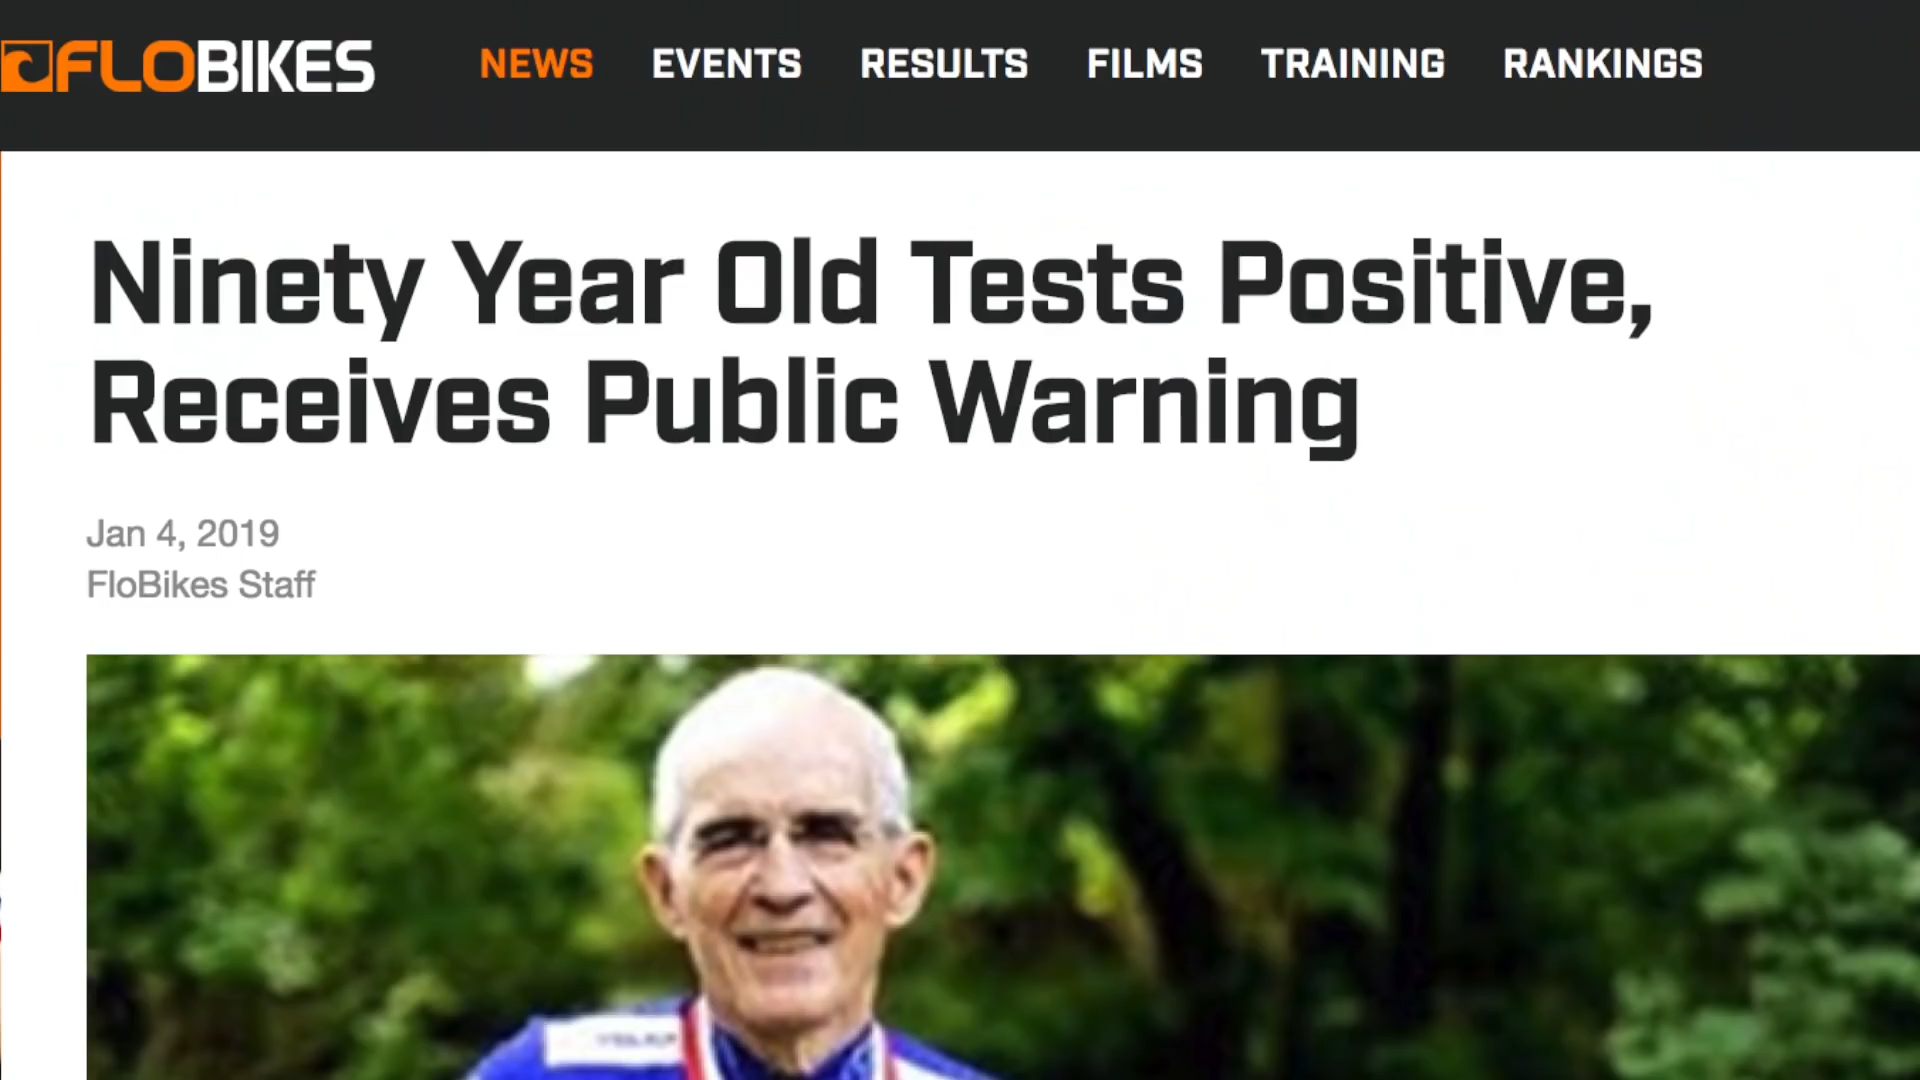 FLOBIKES NEWS EVENTS RESULTS FILMS TRAINING RANKINGS
Ninety Year Old Tests Positive,
Receives Public Warning
Jan 4, 2019
FloBikes Staff